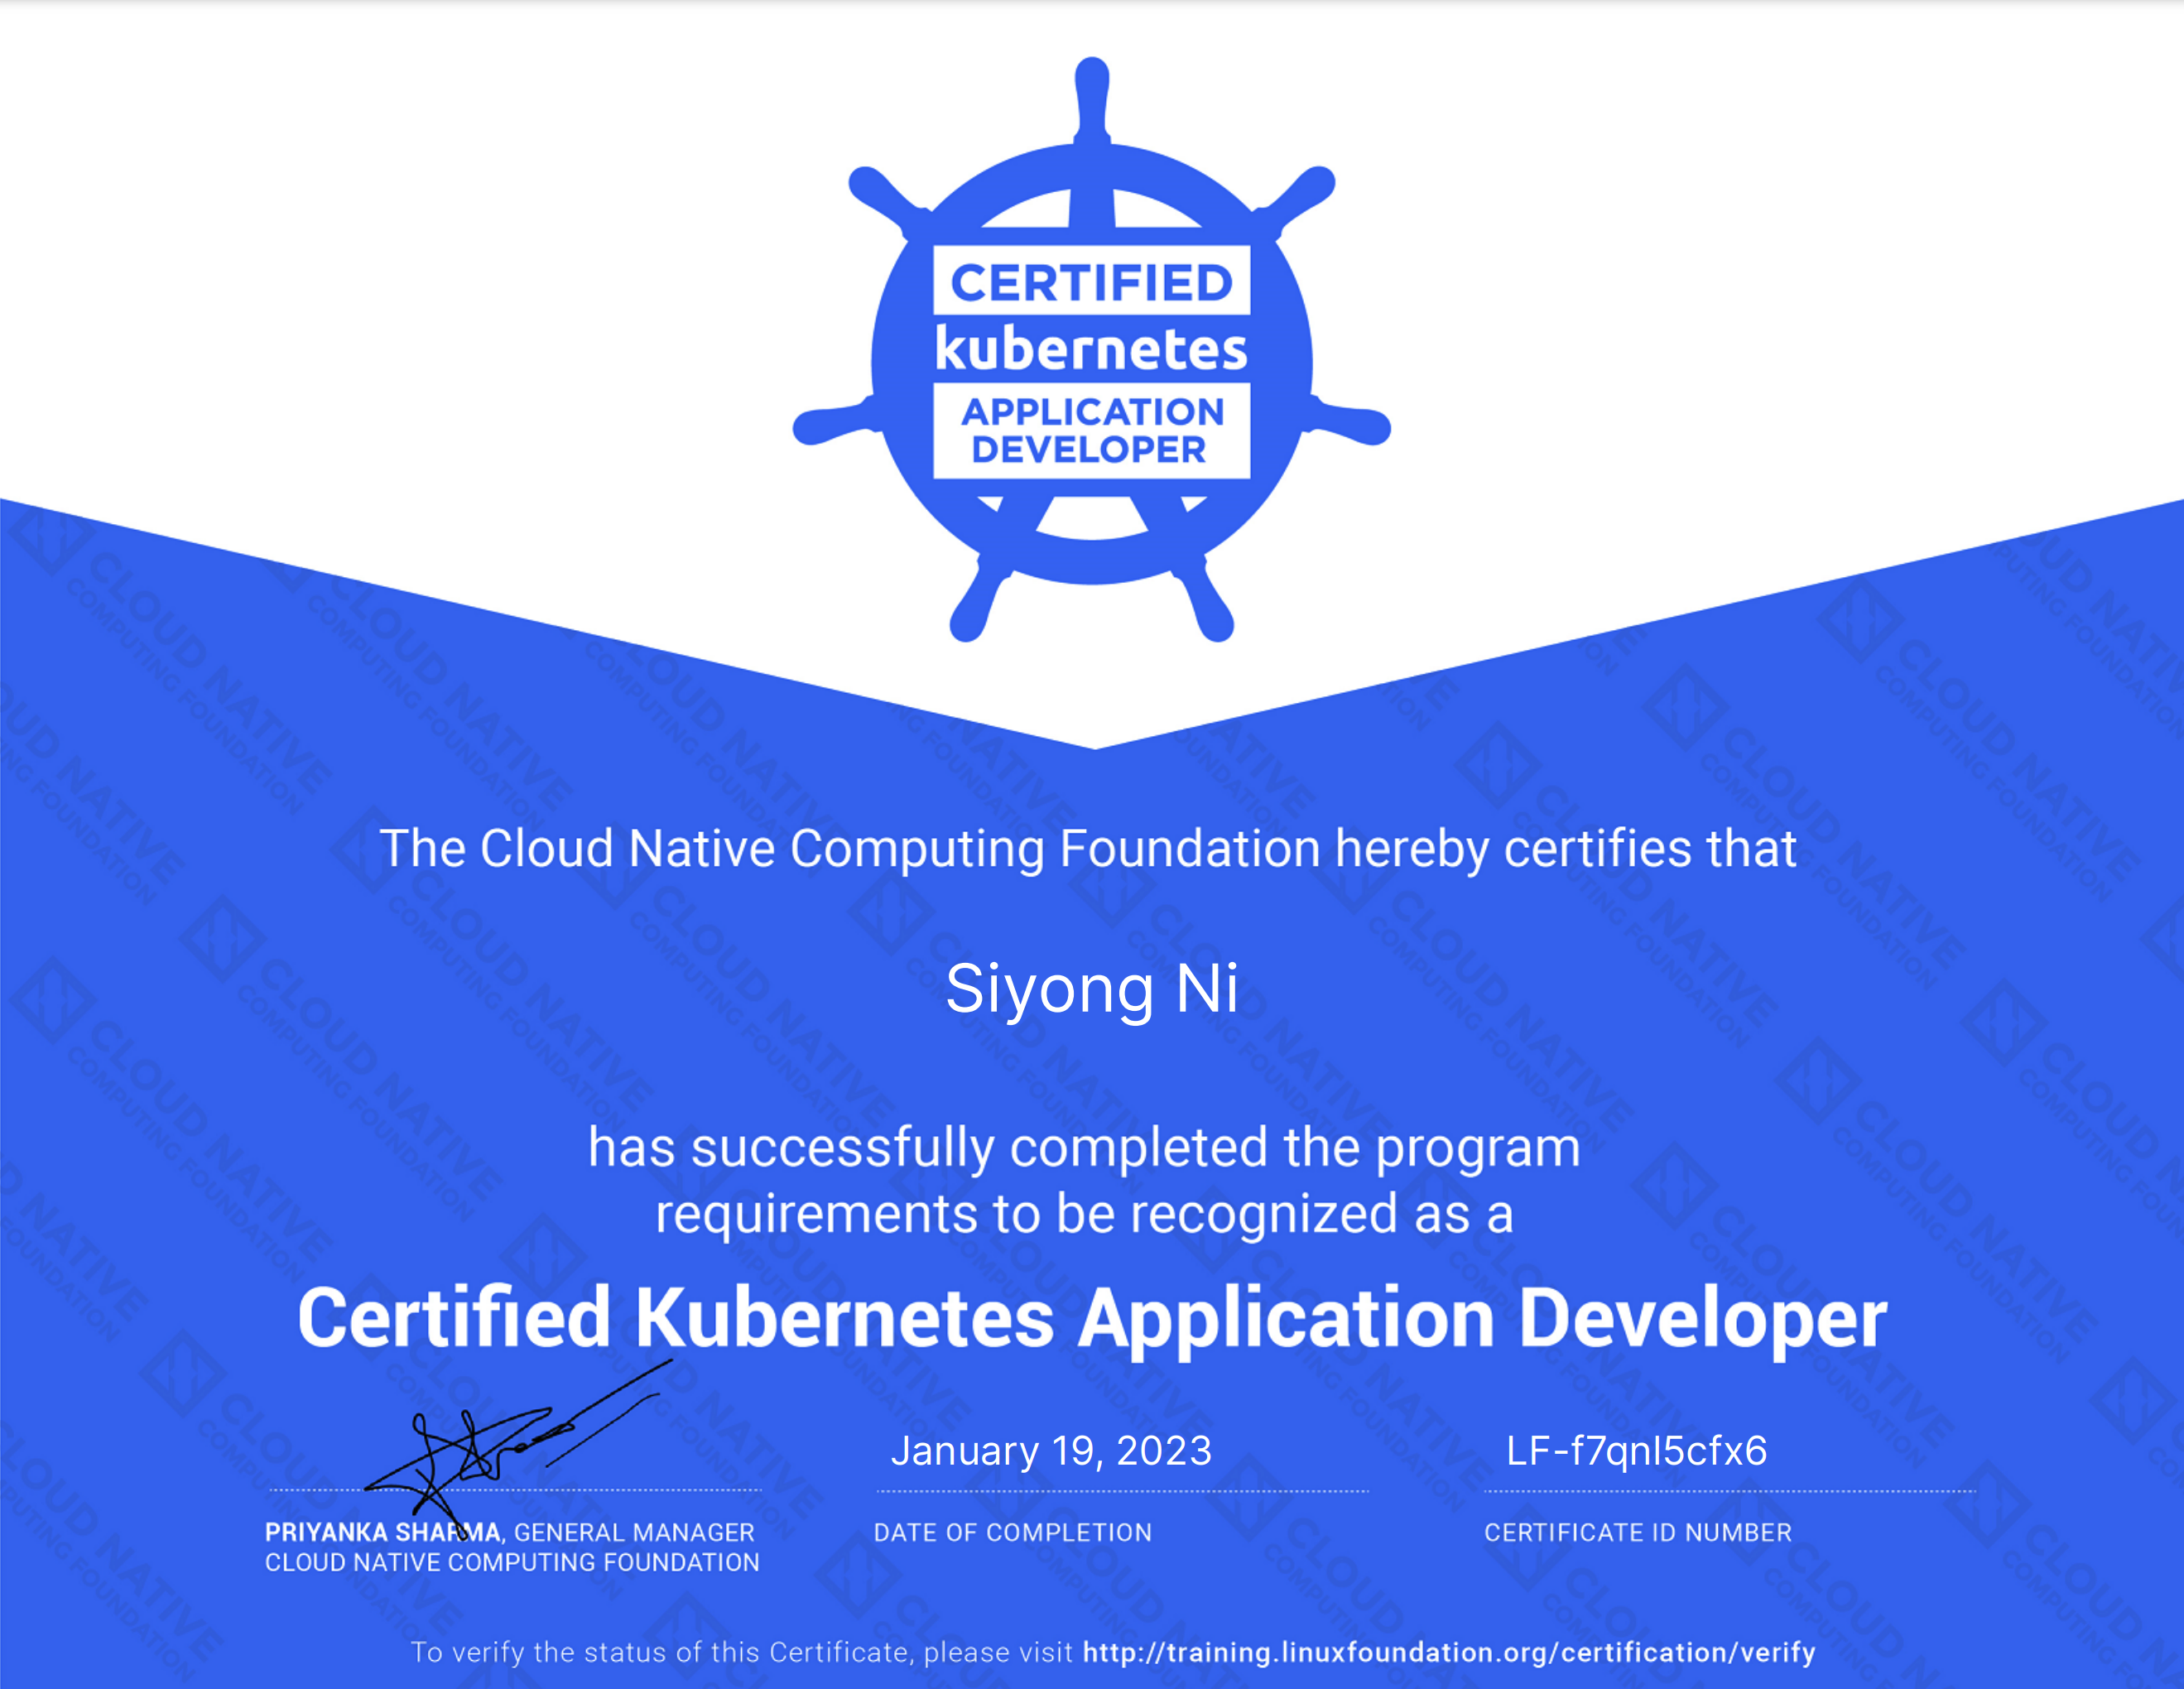 CERTIFIED
kubernetes
APPLICATION
DEVELOPER
The Cloud Native Computing Foundation hereby certifies that
Siyong Ni
has successfully completed the program
requirements to be recognized as a
Certified Kubernetes Application Developer
January 19, 2023
LF-f7qnl5cfx6
PRIYANKA SHARMA, GENERAL MANAGER
CLOUD NATIVE COMPUTING FOUNDATION
DATE OF COMPLETION
CERTIFICATE ID NUMBER
To verify the status of this Certificate, please visit http://training.linuxfoundation.org/certification/verify